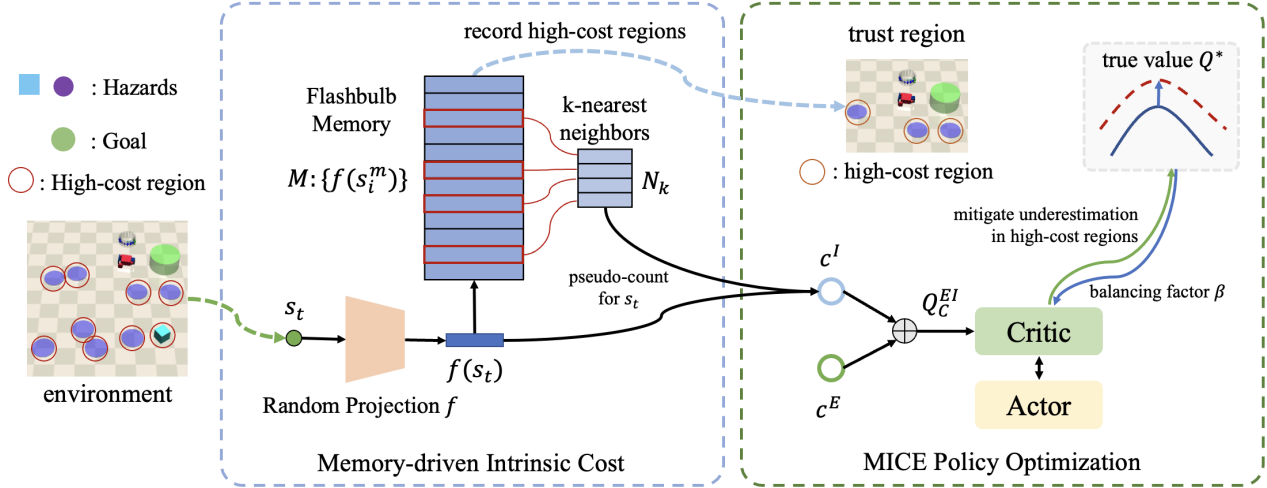 : Hazards
: Goal
: High-cost region
environment
record high-cost regions
Flashbulb
Memory
M: {f(s_i^m)}
k-nearest
neighbors
N_k
pseudo-count
for s_t
s_t
f(s_t)
Random Projection f
Memory-driven Intrinsic Cost
trust region
: high-cost region
true value Q*
mitigate underestimation
in high-cost regions
balancing factor β
c^I
Q_C^{EI}
c^E
Critic
Actor
MICE Policy Optimization